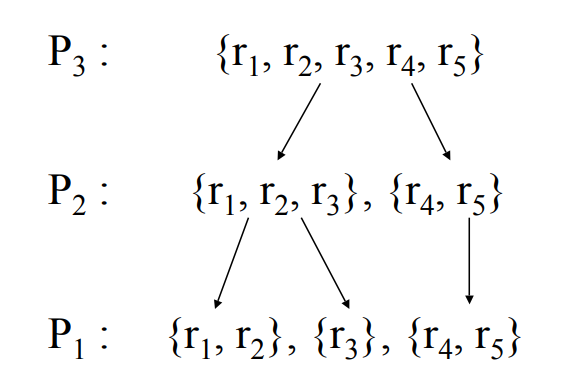 P₃ : {r₁, r₂, r₃, r₄, r₅}
P₂ : {r₁, r₂, r₃}, {r₄, r₅}
P₁ : {r₁, r₂}, {r₃}, {r₄, r₅}